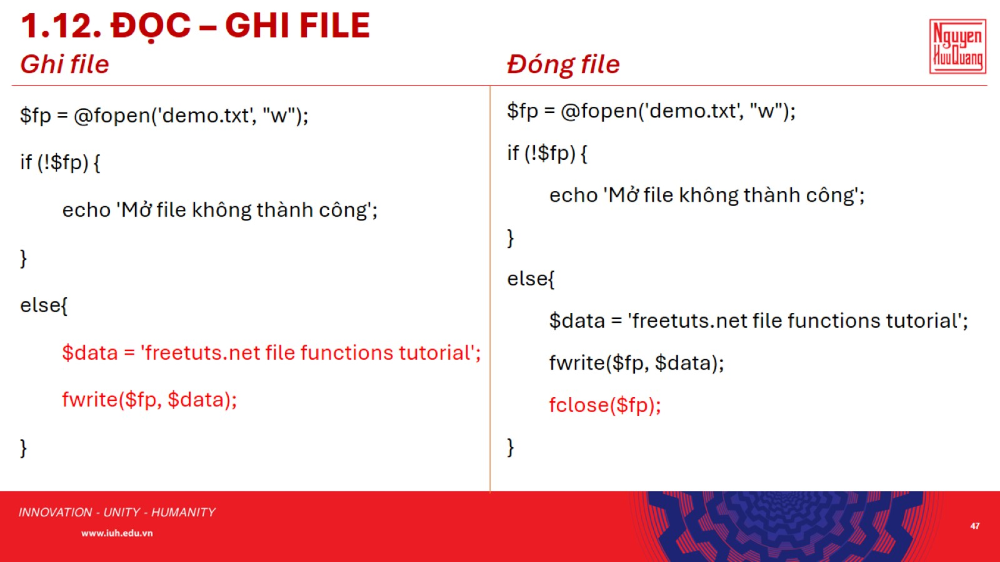 1.12. ĐỌC – GHI FILE
Ghi file
$fp = @fopen('demo.txt', "w");
if (!$fp) {
echo 'Mở file không thành công';
}
else{
$data = 'freetuts.net file functions tutorial';
fwrite($fp, $data);
}
Đóng file
$fp = @fopen('demo.txt', "w");
if (!$fp) {
echo 'Mở file không thành công';
}
else{
$data = 'freetuts.net file functions tutorial';
fwrite($fp, $data);
fclose($fp);
}
Nguyen
HuuQuang
INNOVATION - UNITY - HUMANITY
www.iuh.edu.vn
47